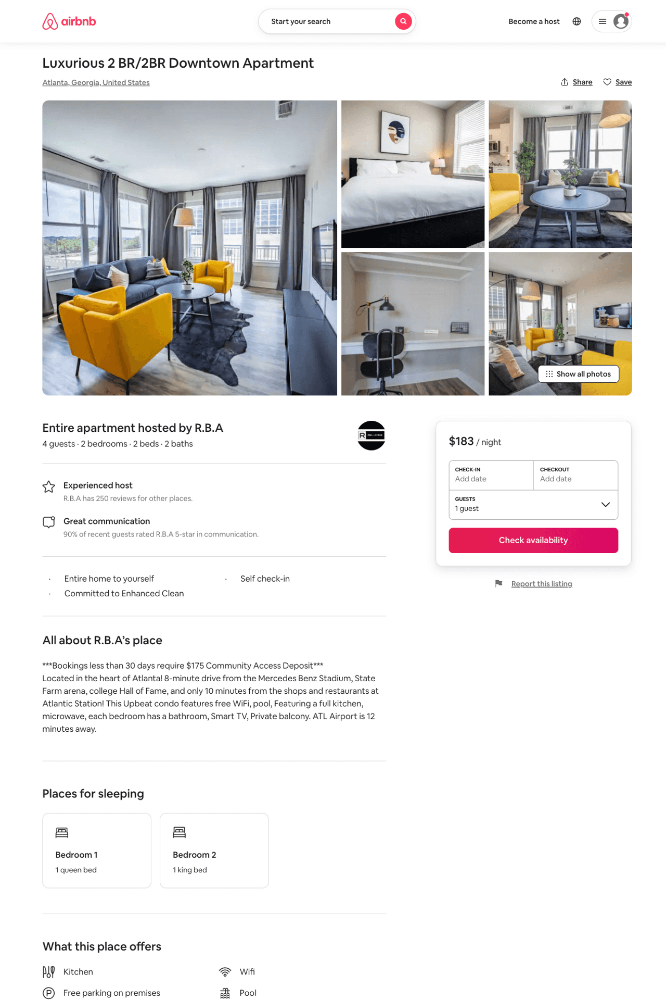 airbnb
Start your search
Become a host
Luxurious 2 BR/2BR Downtown Apartment
Atlanta, Georgia, United States
Share
Save
Show all photos
Entire apartment hosted by R.B.A
4 guests · 2 bedrooms · 2 beds · 2 baths
R RBA LIVING
$183 / night
CHECK-IN
Add date
CHECKOUT
Add date
GUESTS
1 guest
Check availability
Report this listing
Experienced host
R.B.A has 250 reviews for other places.
Great communication
90% of recent guests rated R.B.A 5-star in communication.
· Entire home to yourself
· Self check-in
· Committed to Enhanced Clean
All about R.B.A’s place
***Bookings less than 30 days require $175 Community Access Deposit***
Located in the heart of Atlanta! 8-minute drive from the Mercedes Benz Stadium, State
Farm arena, college Hall of Fame, and only 10 minutes from the shops and restaurants at
Atlantic Station! This Upbeat condo features free WiFi, pool, Featuring a full kitchen,
microwave, each bedroom has a bathroom, Smart TV, Private balcony. ATL Airport is 12
minutes away.
Places for sleeping
Bedroom 1
1 queen bed
Bedroom 2
1 king bed
What this place offers
Kitchen
Wifi
P Free parking on premises
Pool